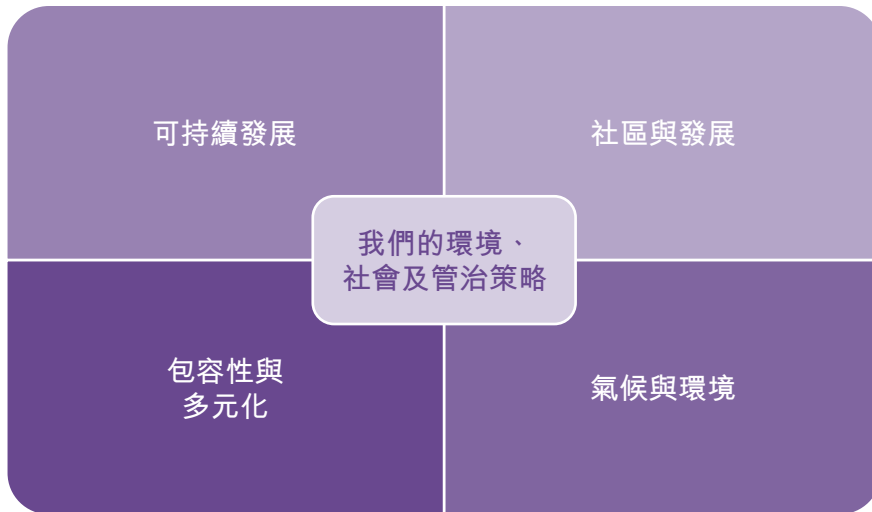 可持續發展
社區與發展
我們的環境、
社會及管治策略
包容性與
多元化
氣候與環境